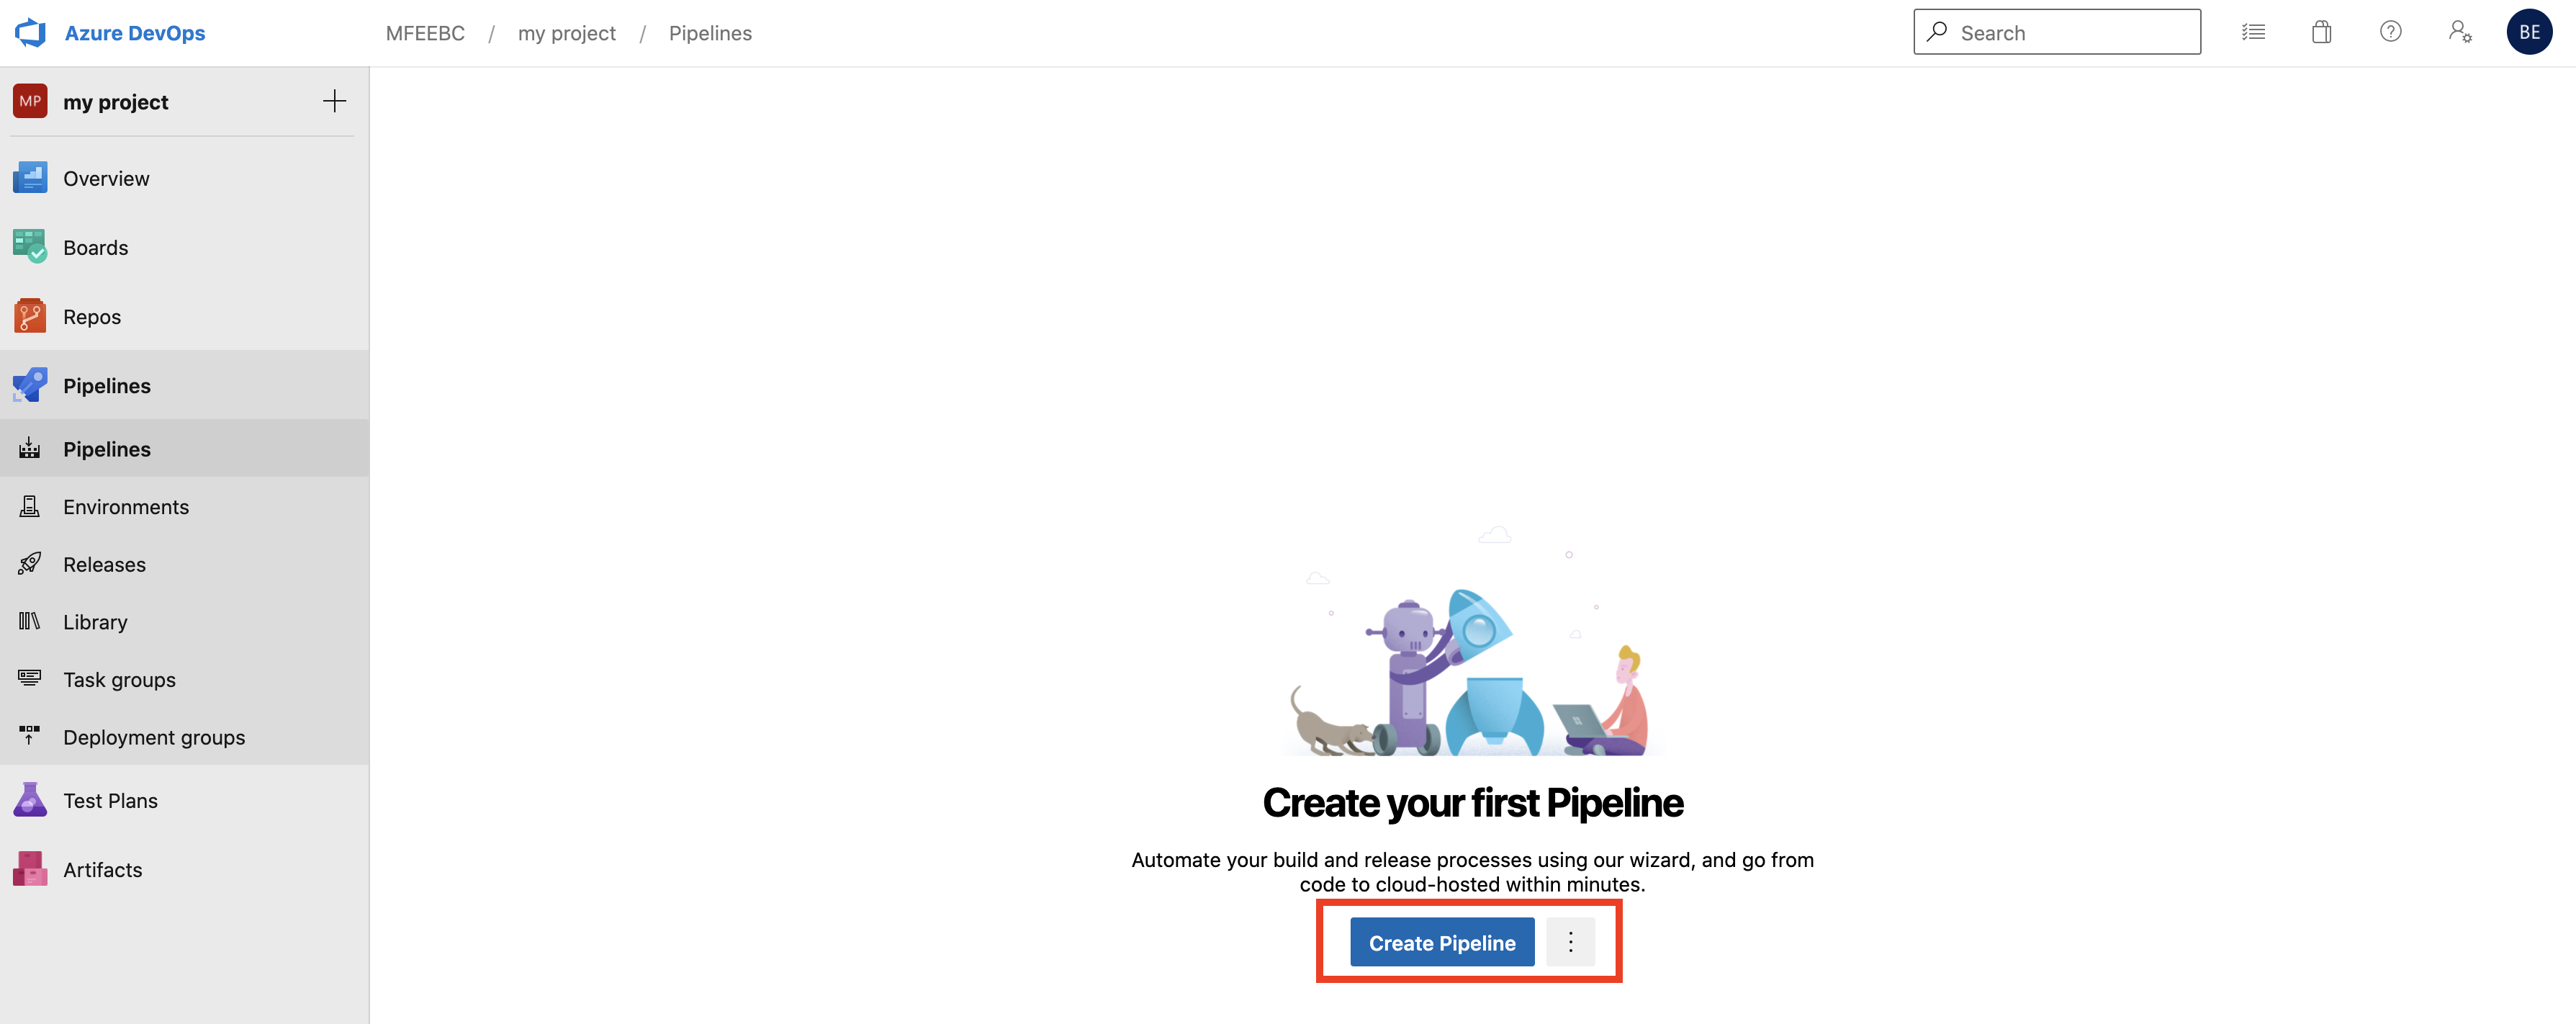 Azure DevOps
MFEEBC / my project / Pipelines
Search
BE
MP
my project
Overview
Boards
Repos
Pipelines
Pipelines
Environments
Releases
Library
Task groups
Deployment groups
Test Plans
Artifacts
Create your first Pipeline
Automate your build and release processes using our wizard, and go from
code to cloud-hosted within minutes.
Create Pipeline